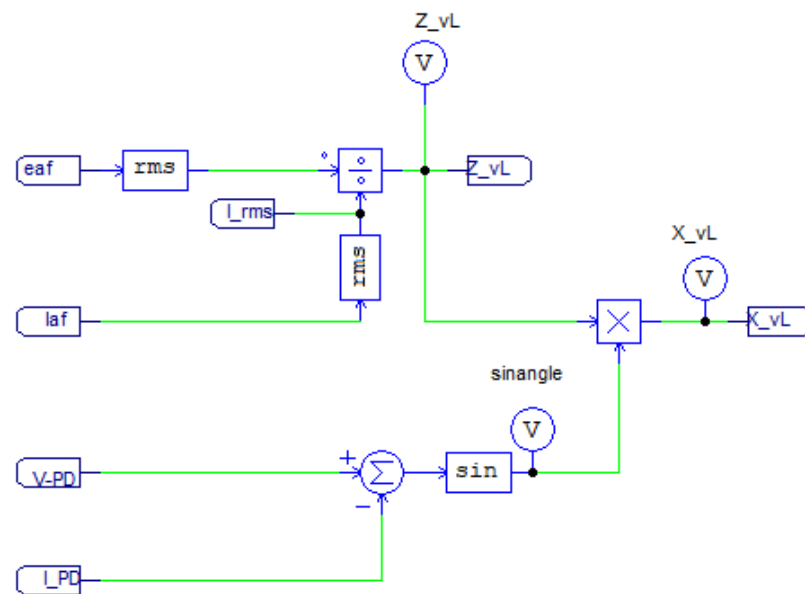 Z_vL
V
eaf
rms
÷
Z_vL
I_rms
rms
X_vL
V
Iaf
×
X_vL
sinangle
V
V-PD
+
Σ
−
sin
I_PD